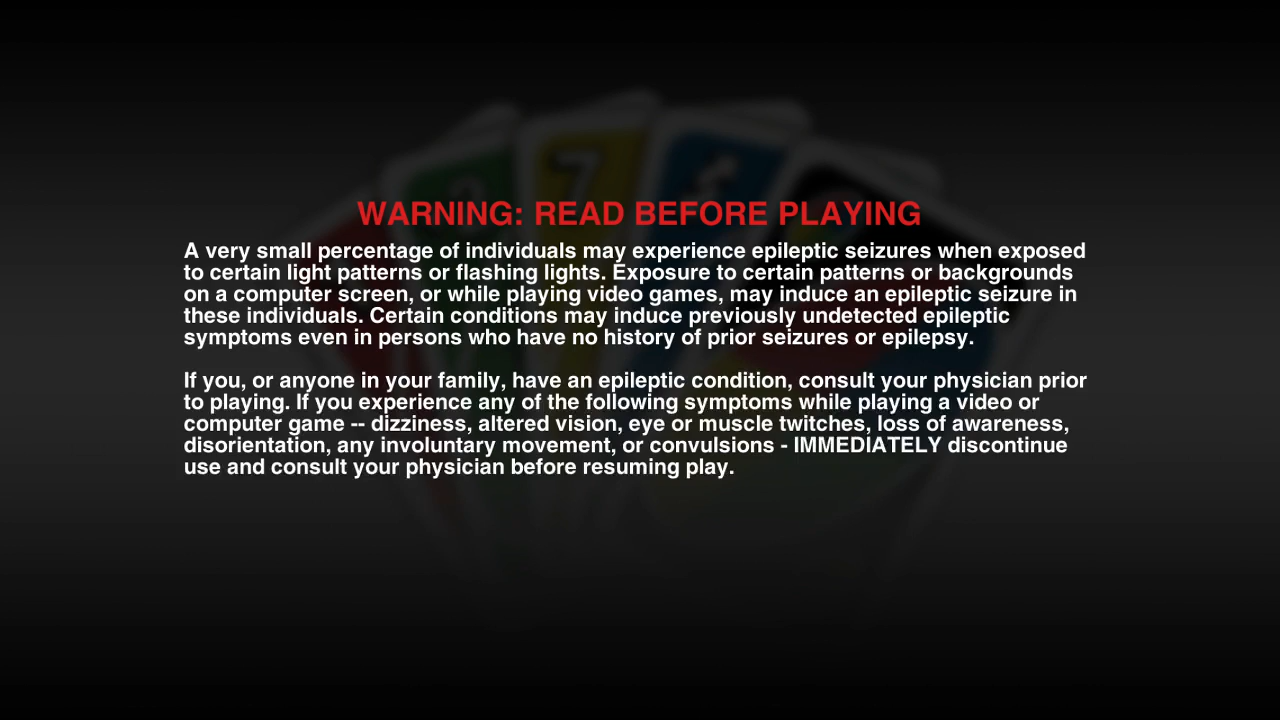 WARNING: READ BEFORE PLAYING
A very small percentage of individuals may experience epileptic seizures when exposed
to certain light patterns or flashing lights. Exposure to certain patterns or backgrounds
on a computer screen, or while playing video games, may induce an epileptic seizure in
these individuals. Certain conditions may induce previously undetected epileptic
symptoms even in persons who have no history of prior seizures or epilepsy.
If you, or anyone in your family, have an epileptic condition, consult your physician prior
to playing. If you experience any of the following symptoms while playing a video or
computer game -- dizziness, altered vision, eye or muscle twitches, loss of awareness,
disorientation, any involuntary movement, or convulsions - IMMEDIATELY discontinue
use and consult your physician before resuming play.